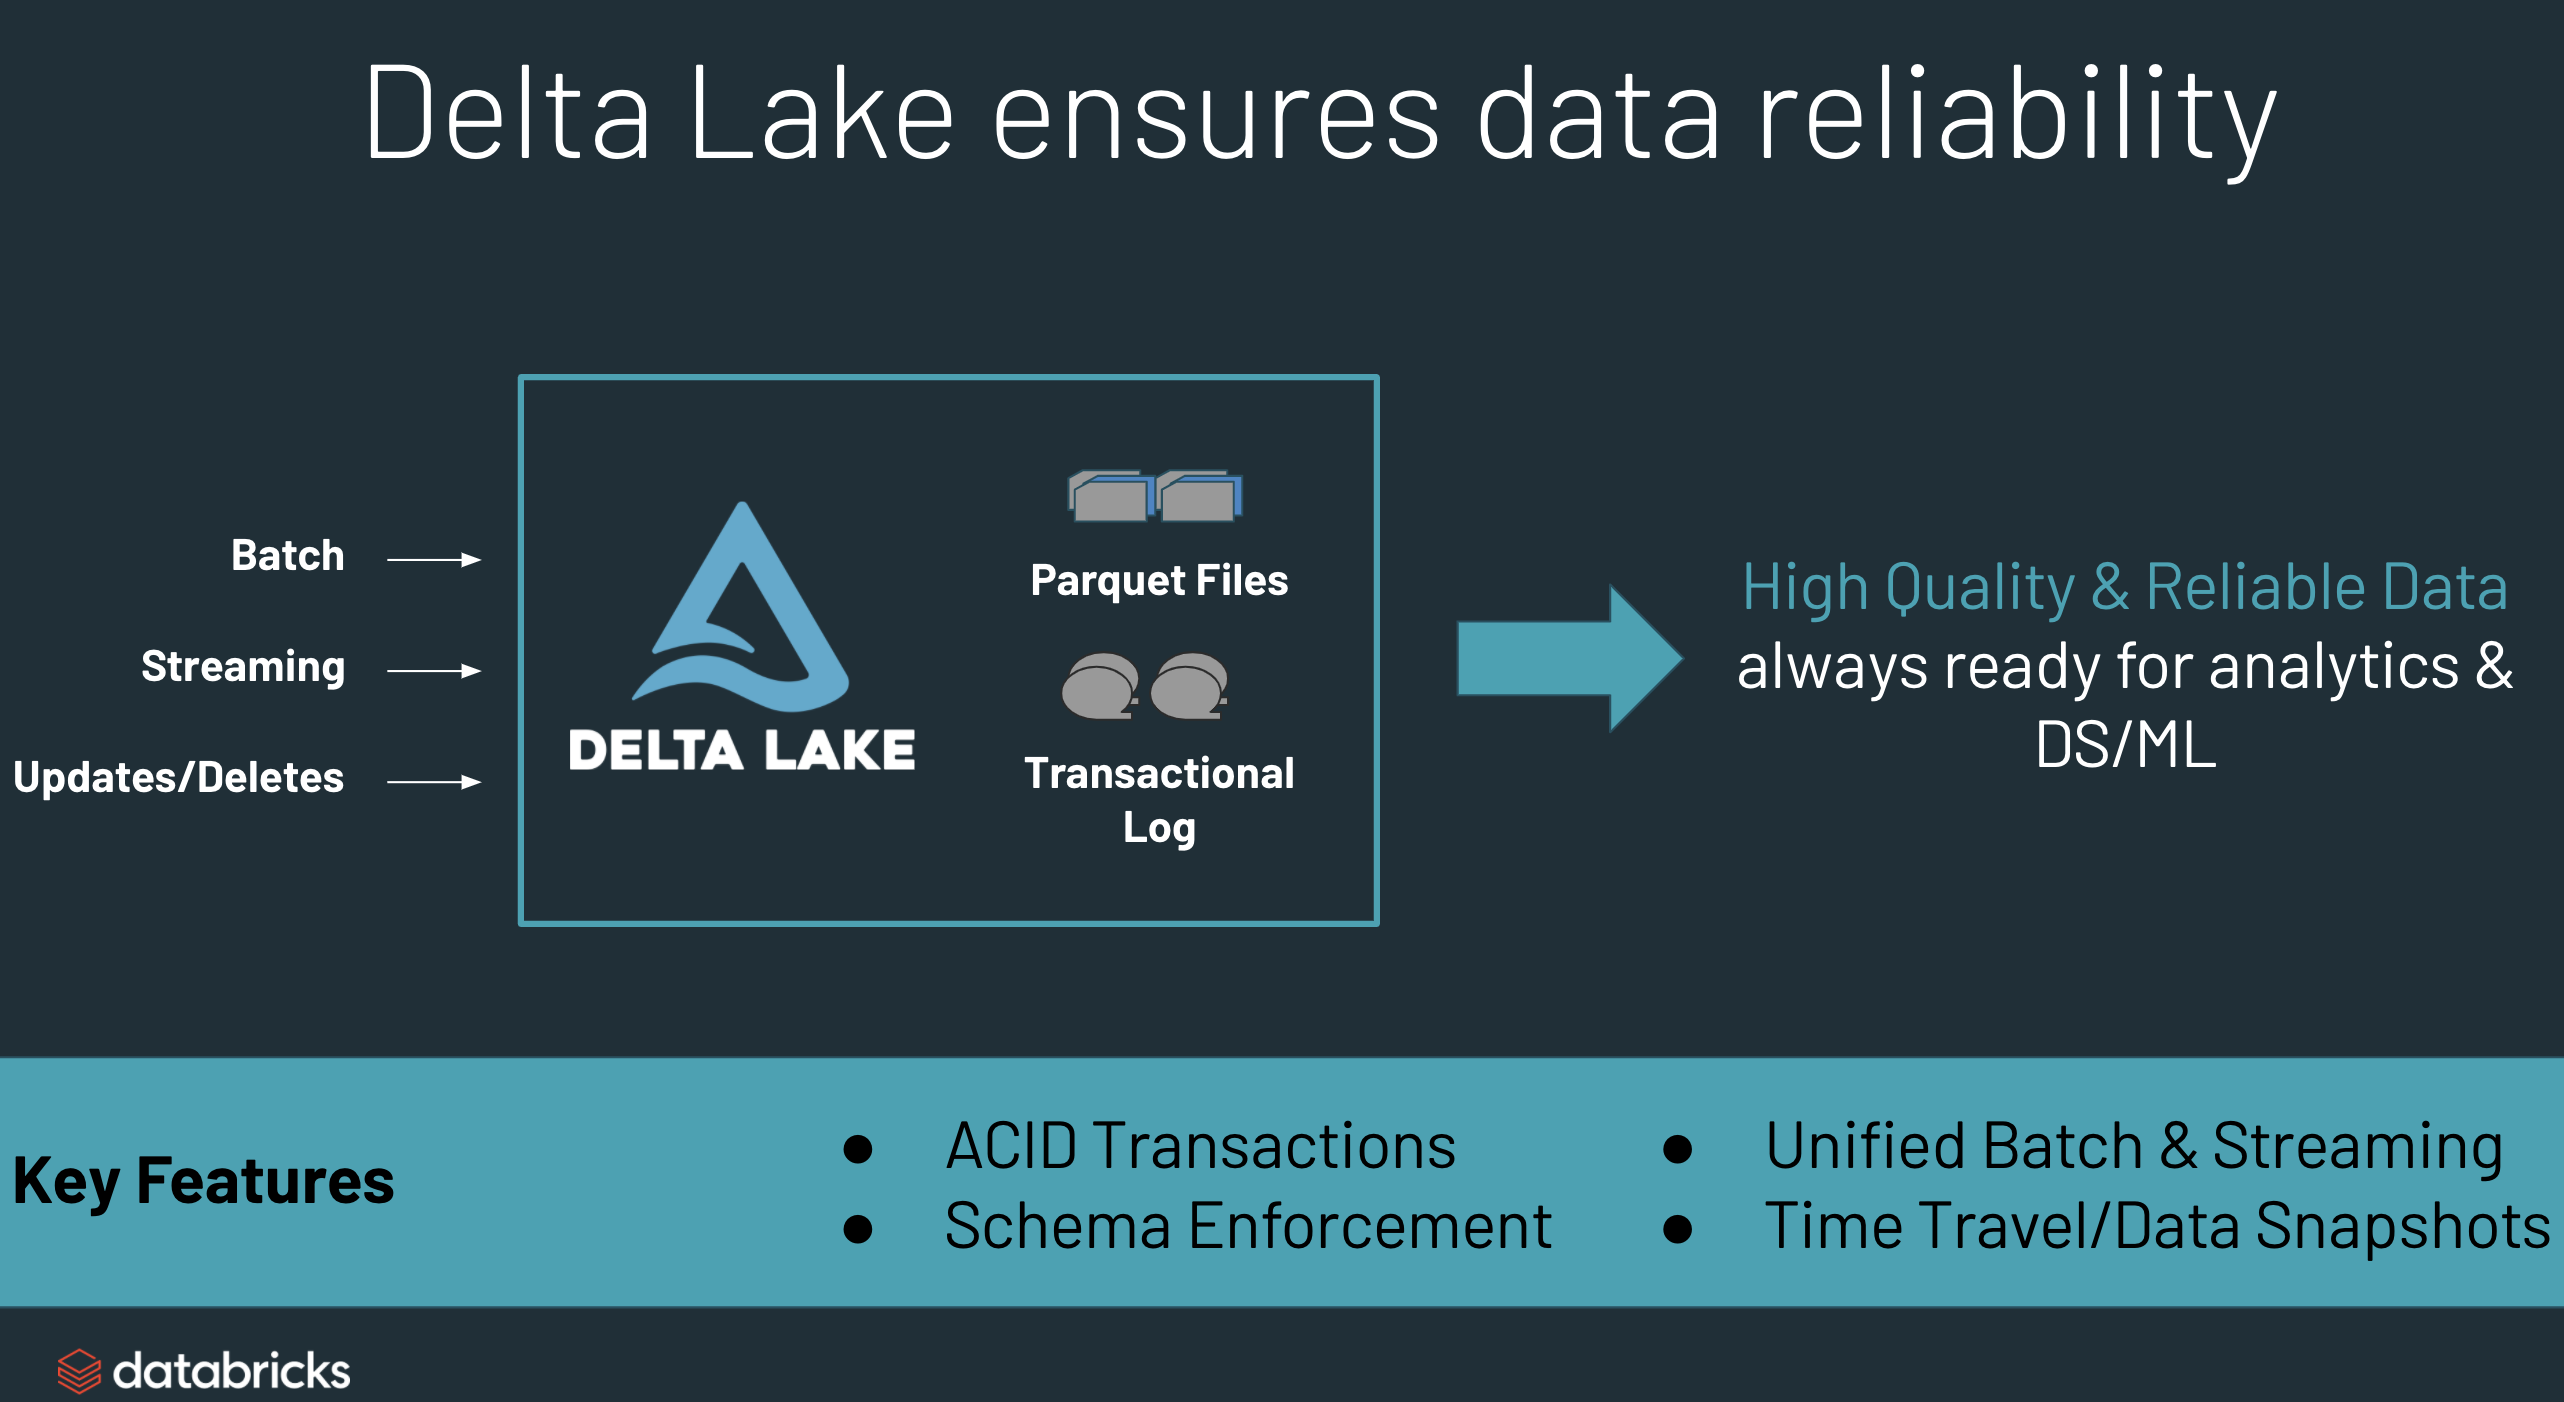 Delta Lake ensures data reliability
Batch
Streaming
Updates/Deletes
DELTA LAKE
Parquet Files
Transactional
Log
High Quality & Reliable Data
always ready for analytics &
DS/ML
Key Features
● ACID Transactions
● Schema Enforcement
● Unified Batch & Streaming
● Time Travel/Data Snapshots
databricks